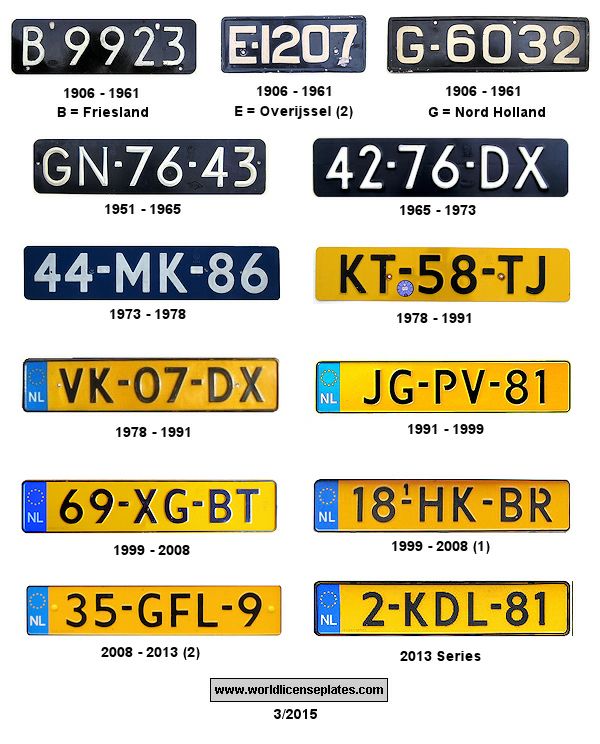 B 9923
E-1207
G-6032
1906 - 1961
B = Friesland
1906 - 1961
E = Overijssel (2)
1906 - 1961
G = Nord Holland
GN-76-43
42-76-DX
1951 - 1965
1965 - 1973
44-MK-86
KT-58-TJ
1973 - 1978
1978 - 1991
NL VK-07-DX
NL JG-PV-81
1978 - 1991
1991 - 1999
NL 69-XG-BT
NL 18-1HK-BR
1999 - 2008
1999 - 2008 (1)
NL 35-GFL-9
NL 2-KDL-81
2008 - 2013 (2)
2013 Series
www.worldlicenseplates.com
3/2015